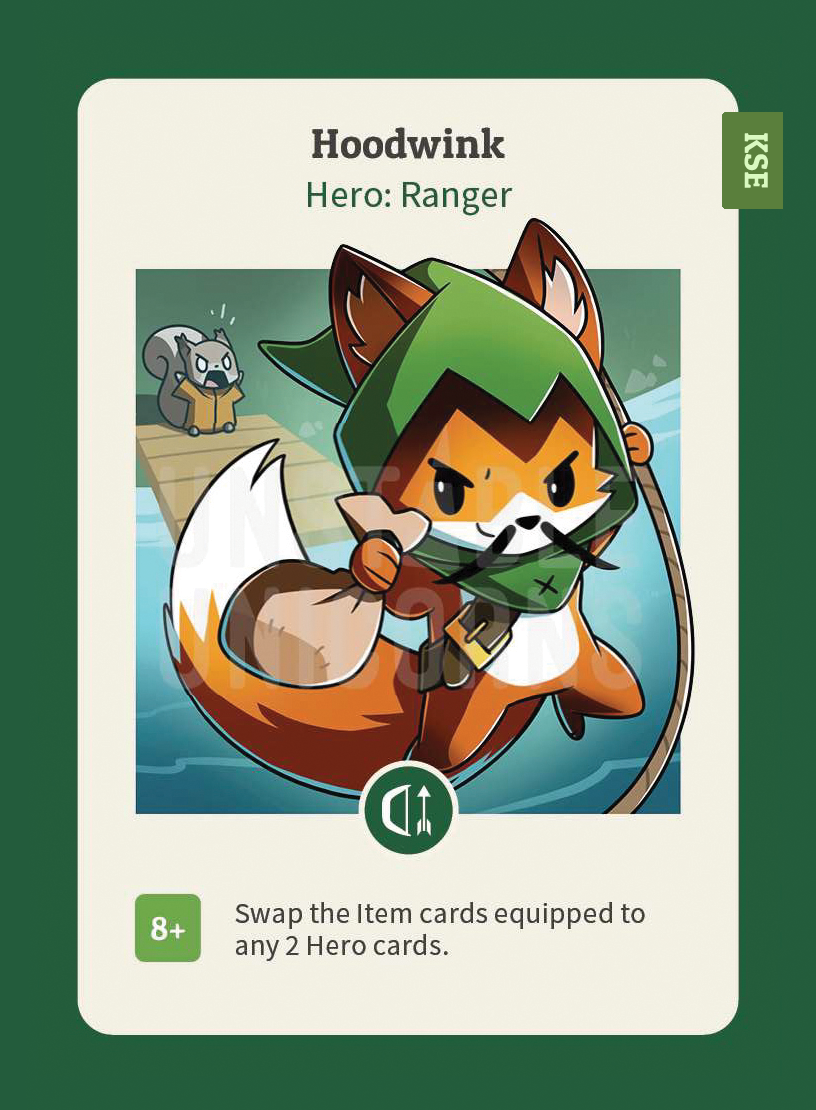 Hoodwink
Hero: Ranger
KSE
UNSTABLE
UNICORNS
8+
Swap the Item cards equipped to
any 2 Hero cards.